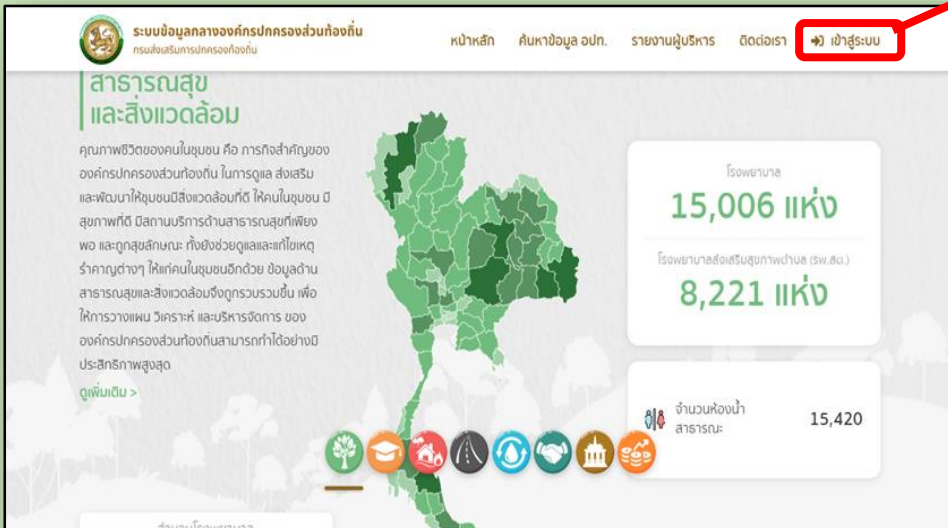 ระบบข้อมูลกลางองค์กรปกครองส่วนท้องถิ่น
กรมส่งเสริมการปกครองท้องถิ่น
หน้าหลัก ค้นหาข้อมูล อปท. รายงานผู้บริหาร ติดต่อเรา เข้าสู่ระบบ
สาธารณสุข
และสิ่งแวดล้อม
คุณภาพชีวิตของคนในชุมชน คือ ภารกิจสำคัญของ
องค์กรปกครองส่วนท้องถิ่น ในการดูแล ส่งเสริม
และพัฒนาให้ชุมชนมีสิ่งแวดล้อมที่ดี ให้คนในชุมชน มี
สุขภาพที่ดี มีสถานบริการด้านสาธารณสุขที่เพียง
พอ และถูกสุขลักษณะ ทั้งยังช่วยดูแลและแก้ไขเหตุ
รำคาญต่างๆ ให้แก่คนในชุมชนอีกด้วย ข้อมูลด้าน
สาธารณสุขและสิ่งแวดล้อมจึงถูกรวบรวมขึ้น เพื่อ
ให้การวางแผน วิเคราะห์ และบริหารจัดการ ของ
องค์กรปกครองส่วนท้องถิ่นสามารถทำได้อย่างมี
ประสิทธิภาพสูงสุด
ดูเพิ่มเติม >
โรงพยาบาล
15,006 แห่ง
โรงพยาบาลส่งเสริมสุขภาพตำบล (รพ.สต.)
8,221 แห่ง
จำนวนห้องน้ำ
สาธารณะ
15,420